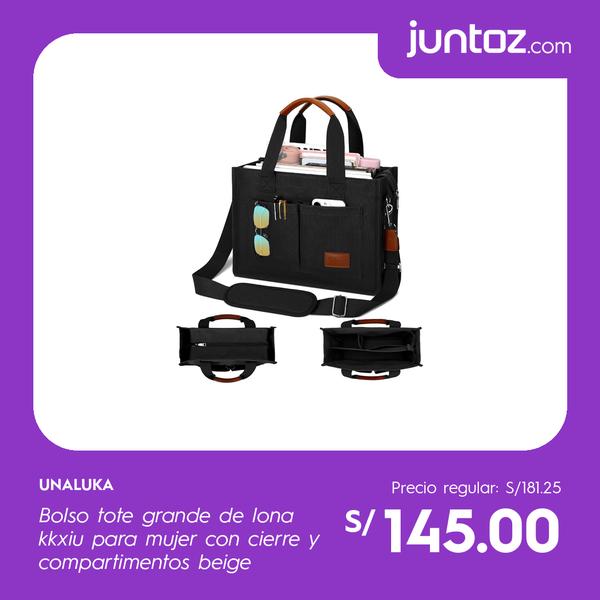 juntoz.com
UNALUKA
Bolso tote grande de lona
kkxiu para mujer con cierre y
compartimentos beige
Precio regular: S/181.25
S/145.00